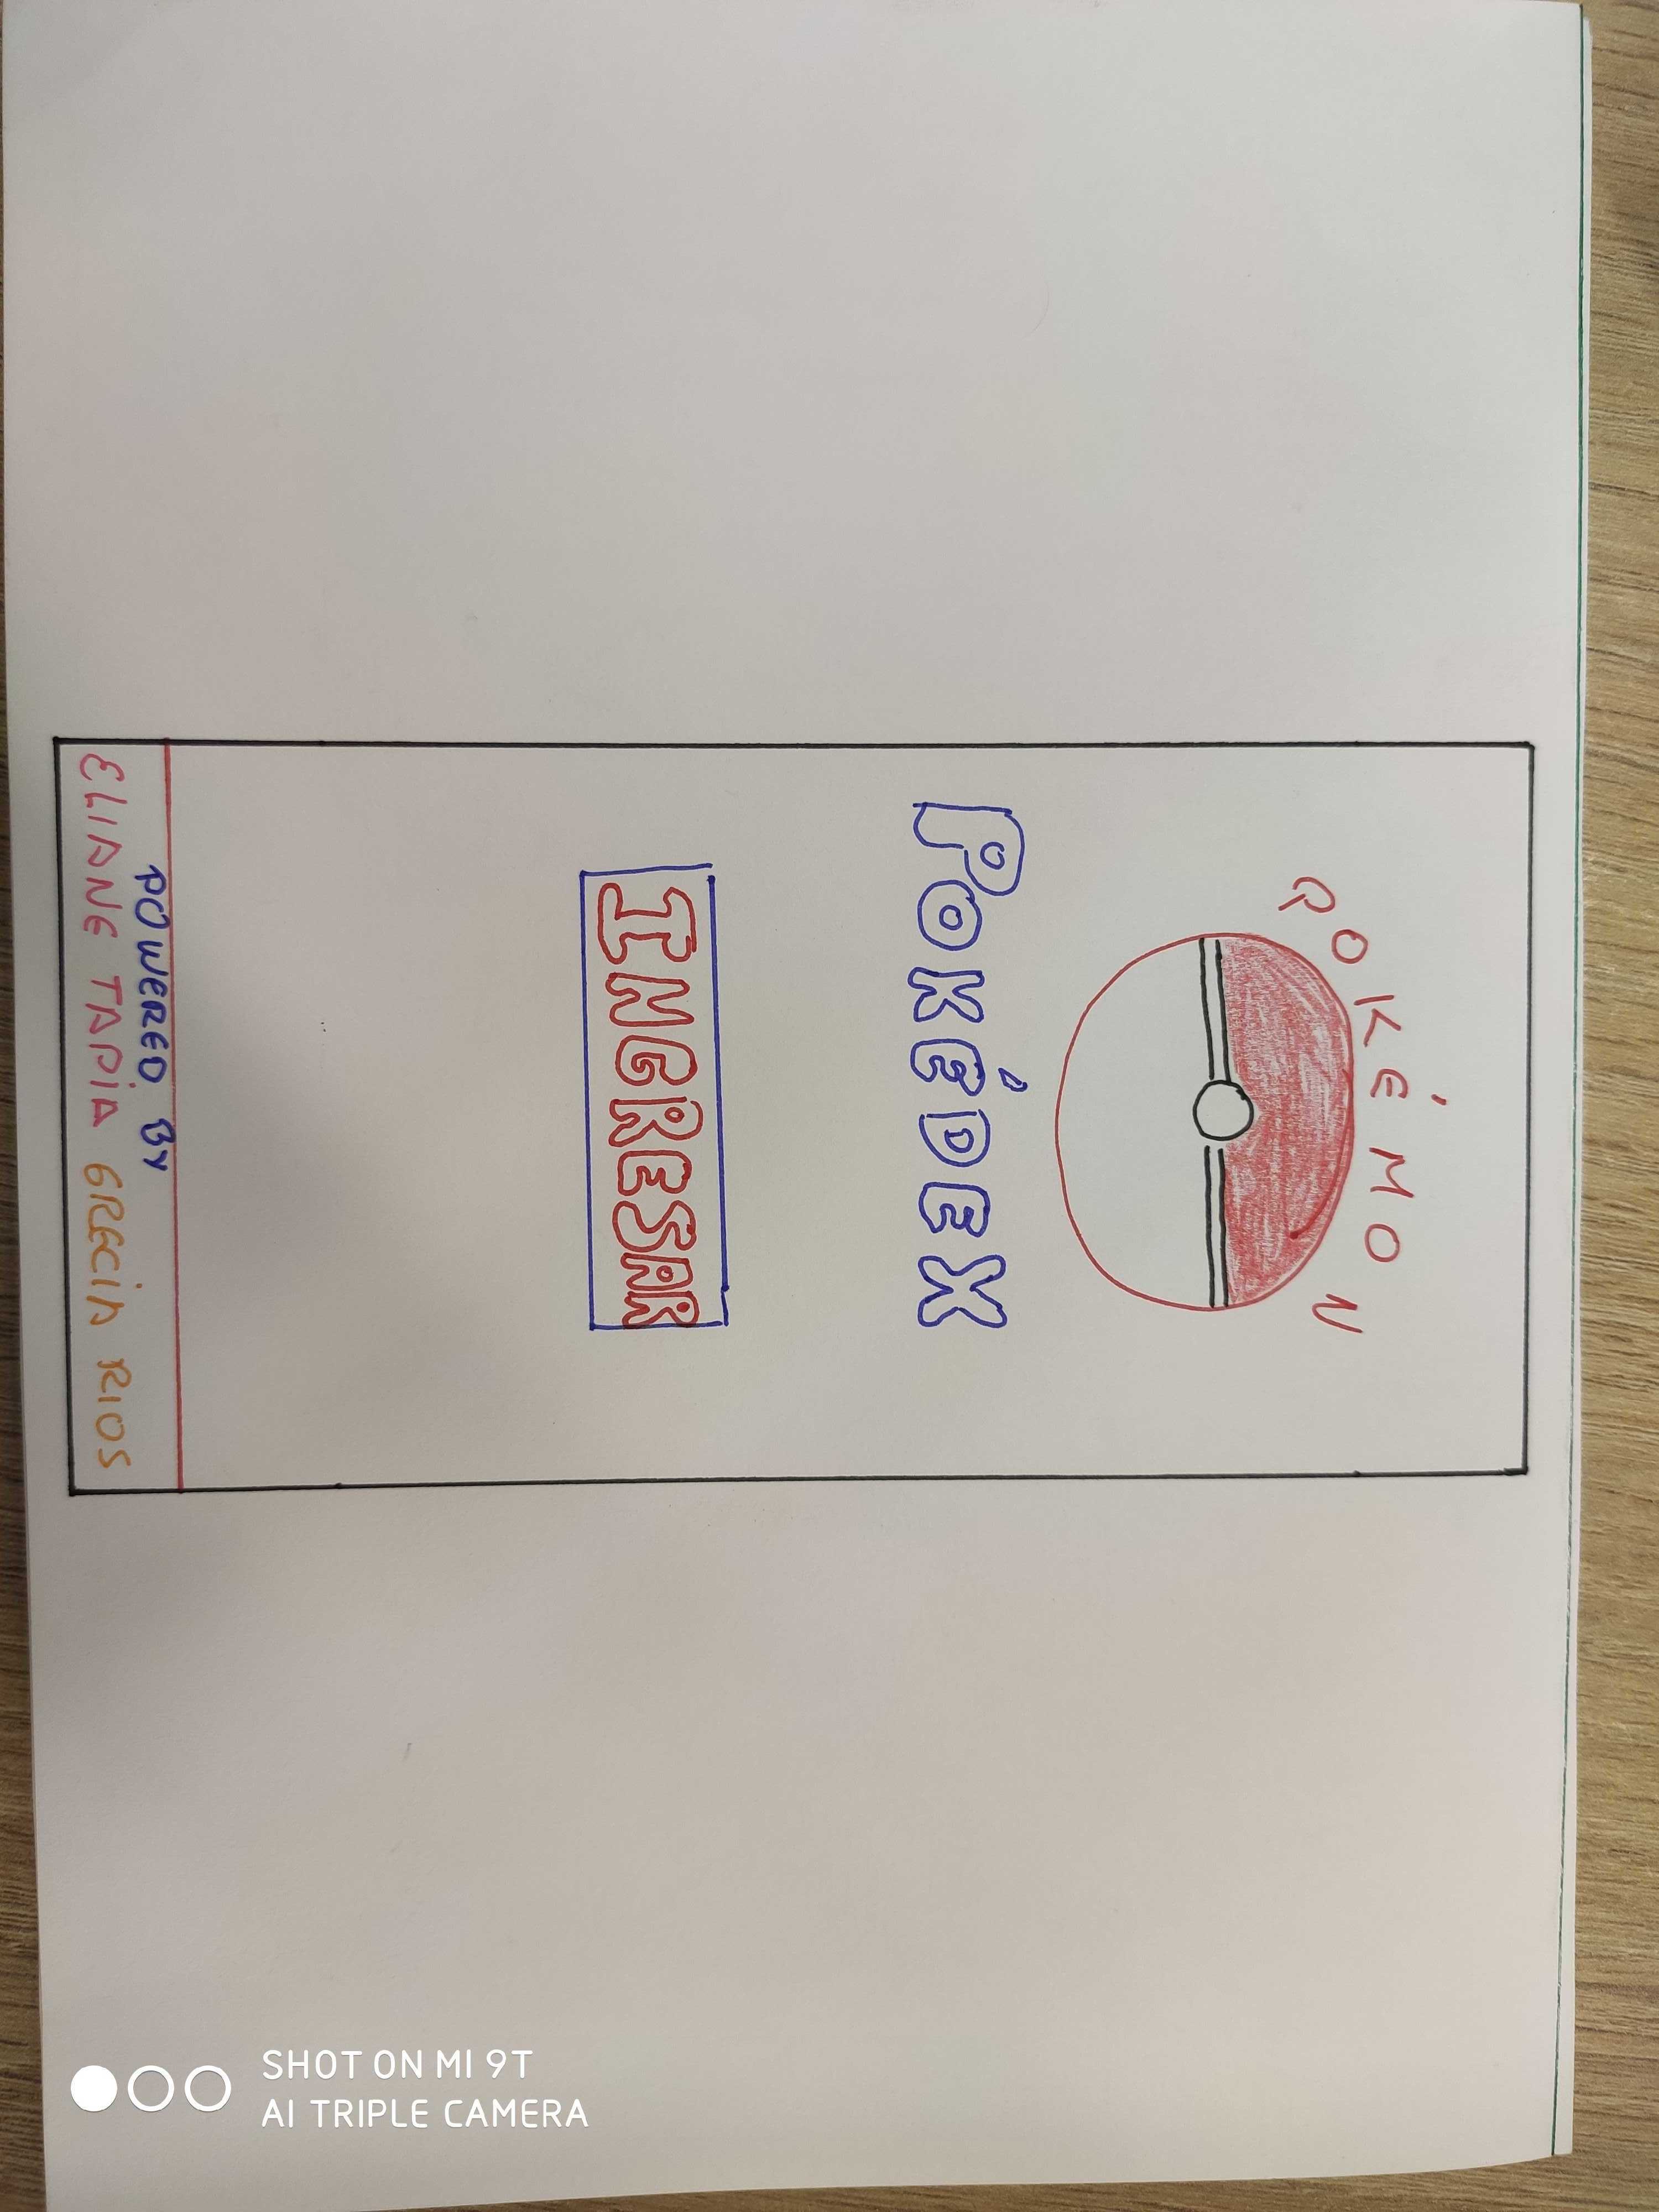 POKÉMON
POKÉDEX
INGRESAR
POWERED BY
ELIANE TAPIA GRECIA RIOS
SHOT ON MI 9T
AI TRIPLE CAMERA